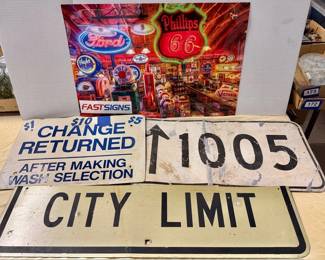 Ford
Phillips
66
FASTSIGNS
$1 $10 $5
CHANGE
RETURNED
AFTER MAKING
WASH SELECTION
1005
CITY LIMIT